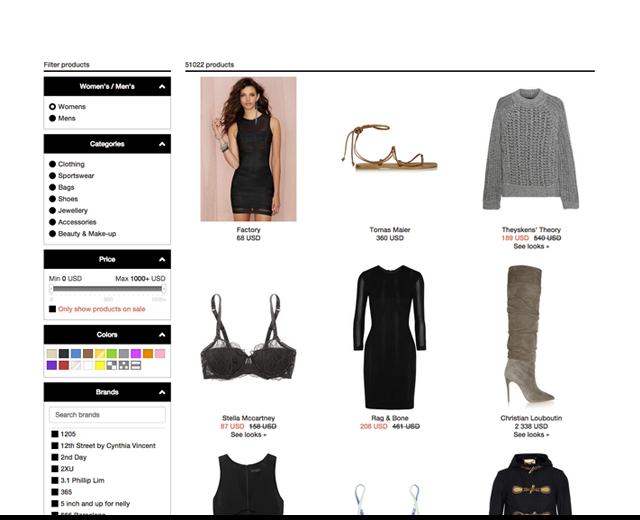 Filter products
51022 products
Women's / Men's
Womens
Mens
Categories
Clothing
Sportswear
Bags
Shoes
Jewellery
Accessories
Beauty & Make-up
Price
Min 0 USD Max 1000+ USD
0 500 1000+
Only show products on sale
Colors
Brands
Search brands
1205
12th Street by Cynthia Vincent
2nd Day
2XU
3.1 Phillip Lim
365
5 inch and up for nelly
Factory
68 USD
Tomas Maier
360 USD
Theyskens' Theory
189 USD 540 USD
See looks »
Stella Mccartney
87 USD 158 USD
See looks »
Rag & Bone
208 USD 461 USD
Christian Louboutin
2 338 USD
See looks »